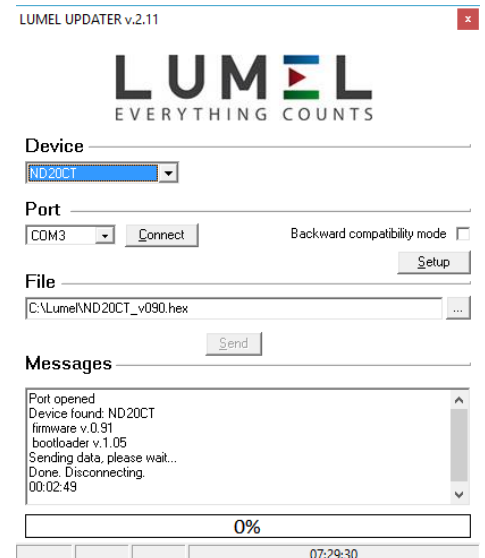 LUMEL UPDATER v.2.11
x
LUMEL
EVERYTHING COUNTS
Device
ND20CT
Port
COM3 Connect Backward compatibility mode
Setup
File
C:\Lumel\ND20CT_v090.hex ...
Send
Messages
Port opened
Device found: ND20CT
firmware v.0.91
bootloader v.1.05
Sending data, please wait...
Done. Disconnecting.
00:02:49
0%
07:29:30